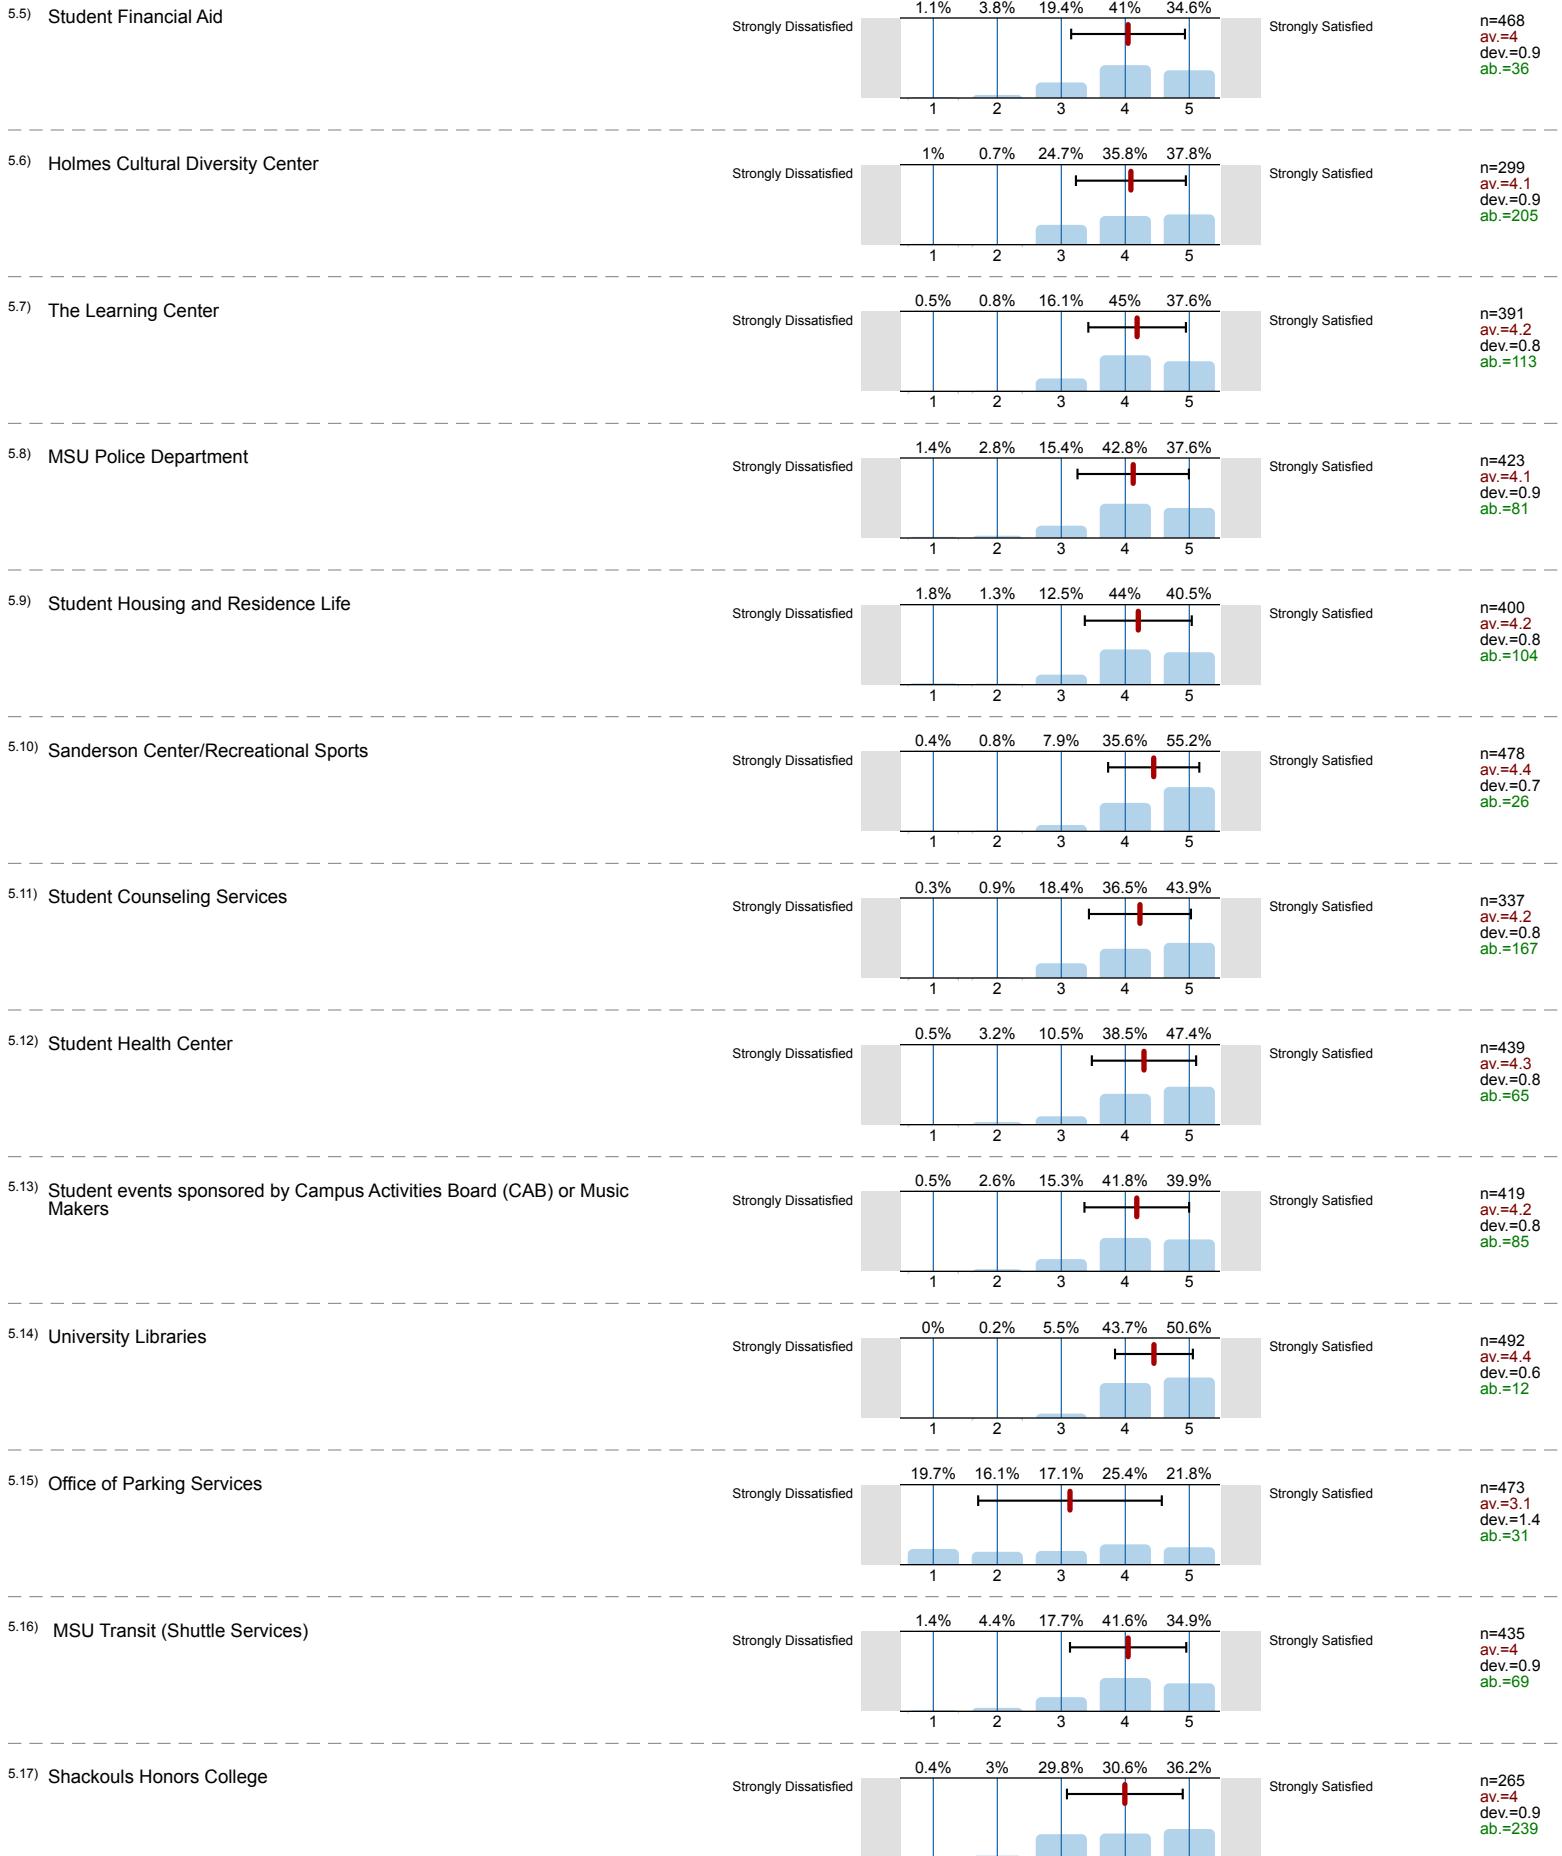 5.5) Student Financial Aid
1.1% 3.8% 19.4% 41% 34.6%
Strongly Dissatisfied
Strongly Satisfied
n=468
av.=4
dev.=0.9
ab.=36
1 2 3 4 5
5.6) Holmes Cultural Diversity Center
1% 0.7% 24.7% 35.8% 37.8%
Strongly Dissatisfied
Strongly Satisfied
n=299
av.=4.1
dev.=0.9
ab.=205
1 2 3 4 5
5.7) The Learning Center
0.5% 0.8% 16.1% 45% 37.6%
Strongly Dissatisfied
Strongly Satisfied
n=391
av.=4.2
dev.=0.8
ab.=113
1 2 3 4 5
5.8) MSU Police Department
1.4% 2.8% 15.4% 42.8% 37.6%
Strongly Dissatisfied
Strongly Satisfied
n=423
av.=4.1
dev.=0.9
ab.=81
1 2 3 4 5
5.9) Student Housing and Residence Life
1.8% 1.3% 12.5% 44% 40.5%
Strongly Dissatisfied
Strongly Satisfied
n=400
av.=4.2
dev.=0.8
ab.=104
1 2 3 4 5
5.10) Sanderson Center/Recreational Sports
0.4% 0.8% 7.9% 35.6% 55.2%
Strongly Dissatisfied
Strongly Satisfied
n=478
av.=4.4
dev.=0.7
ab.=26
1 2 3 4 5
5.11) Student Counseling Services
0.3% 0.9% 18.4% 36.5% 43.9%
Strongly Dissatisfied
Strongly Satisfied
n=337
av.=4.2
dev.=0.8
ab.=167
1 2 3 4 5
5.12) Student Health Center
0.5% 3.2% 10.5% 38.5% 47.4%
Strongly Dissatisfied
Strongly Satisfied
n=439
av.=4.3
dev.=0.8
ab.=65
1 2 3 4 5
5.13) Student events sponsored by Campus Activities Board (CAB) or Music
Makers
0.5% 2.6% 15.3% 41.8% 39.9%
Strongly Dissatisfied
Strongly Satisfied
n=419
av.=4.2
dev.=0.8
ab.=85
1 2 3 4 5
5.14) University Libraries
0% 0.2% 5.5% 43.7% 50.6%
Strongly Dissatisfied
Strongly Satisfied
n=492
av.=4.4
dev.=0.6
ab.=12
1 2 3 4 5
5.15) Office of Parking Services
19.7% 16.1% 17.1% 25.4% 21.8%
Strongly Dissatisfied
Strongly Satisfied
n=473
av.=3.1
dev.=1.4
ab.=31
1 2 3 4 5
5.16) MSU Transit (Shuttle Services)
1.4% 4.4% 17.7% 41.6% 34.9%
Strongly Dissatisfied
Strongly Satisfied
n=435
av.=4
dev.=0.9
ab.=69
1 2 3 4 5
5.17) Shackouls Honors College
0.4% 3% 29.8% 30.6% 36.2%
Strongly Dissatisfied
Strongly Satisfied
n=265
av.=4
dev.=0.9
ab.=239